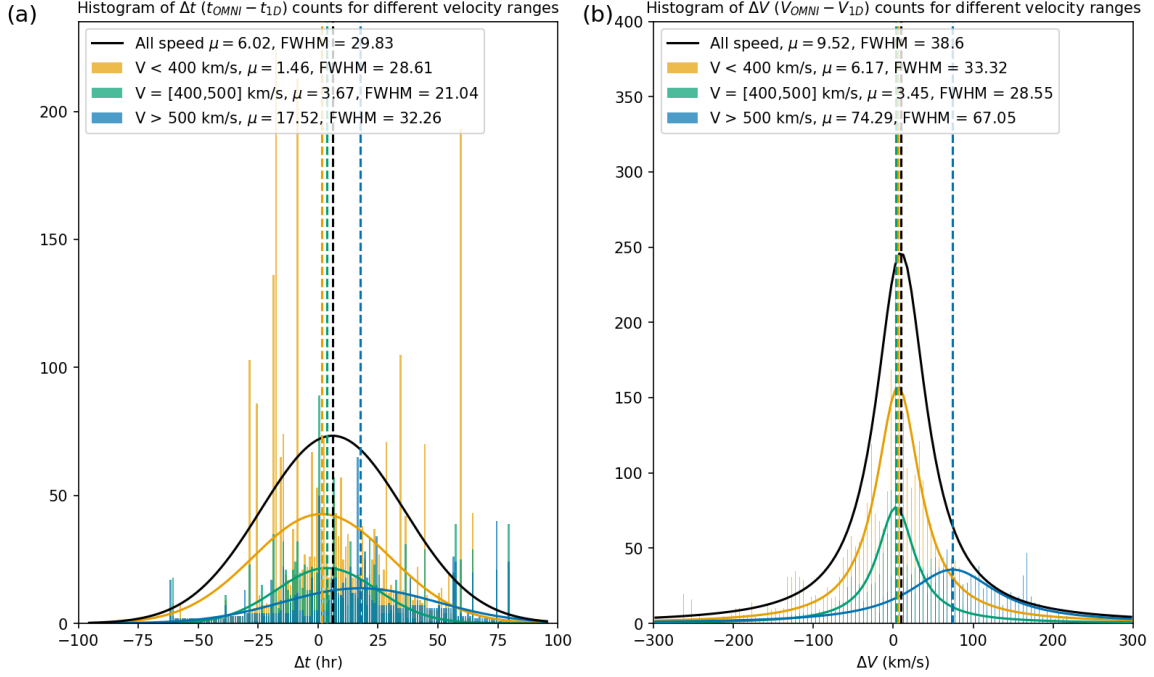 (a)
Histogram of Δt (t_OMNI − t_1D) counts for different velocity ranges
All speed μ = 6.02, FWHM = 29.83
V < 400 km/s, μ = 1.46, FWHM = 28.61
V = [400,500] km/s, μ = 3.67, FWHM = 21.04
V > 500 km/s, μ = 17.52, FWHM = 32.26
200
150
100
50
0
−100 −75 −50 −25 0 25 50 75 100
Δt (hr)
(b)
Histogram of ΔV (V_OMNI − V_1D) counts for different velocity ranges
All speed, μ = 9.52, FWHM = 38.6
V < 400 km/s, μ = 6.17, FWHM = 33.32
V = [400,500] km/s, μ = 3.45, FWHM = 28.55
V > 500 km/s, μ = 74.29, FWHM = 67.05
400
350
300
250
200
150
100
50
0
−300 −200 −100 0 100 200 300
ΔV (km/s)